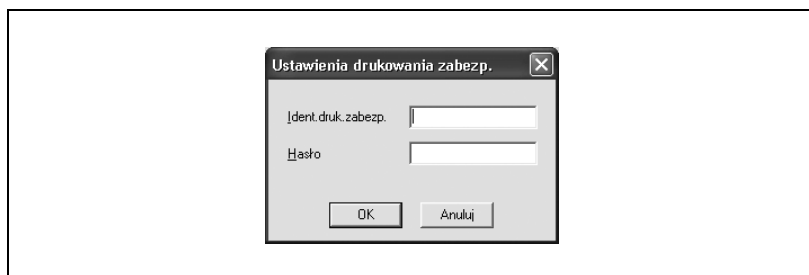 Ustawienia drukowania zabezp.
Ident.druk.zabezp.
Hasło
OK Anuluj